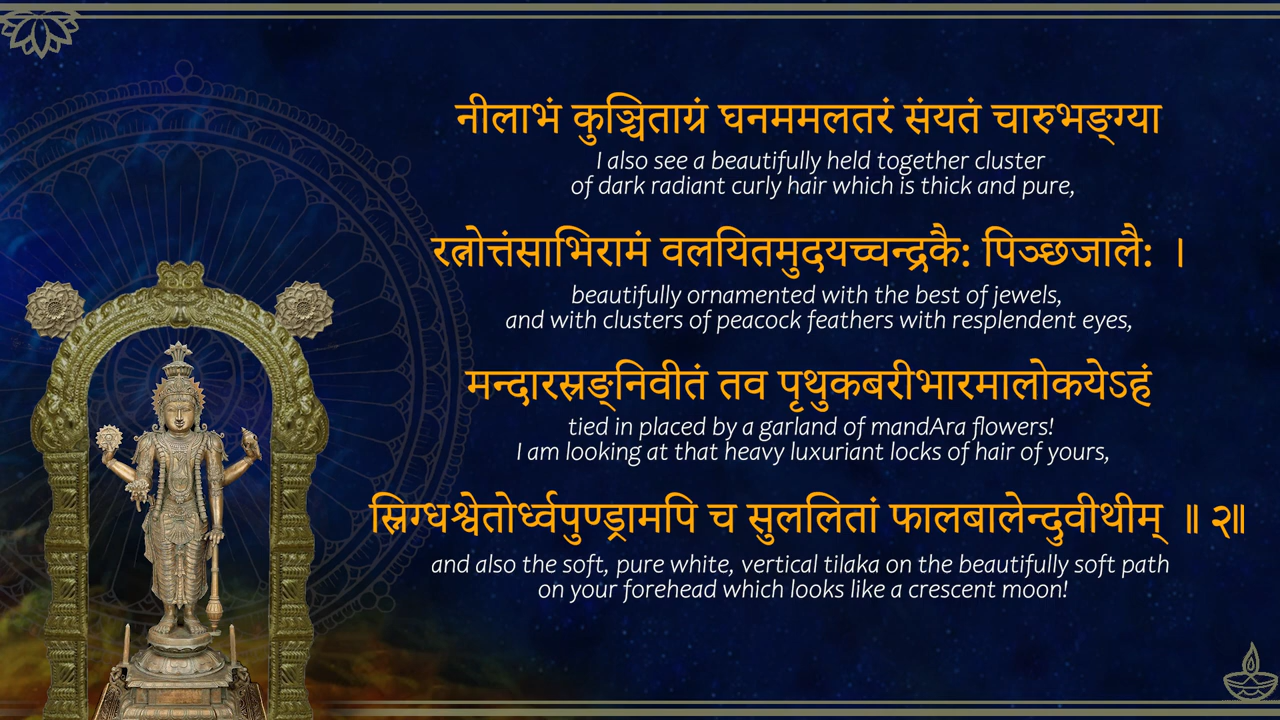 नीलाभं कुञ्चिताग्रं घनममलतरं संयतं चारुभङ्ग्या
I also see a beautifully held together cluster
of dark radiant curly hair which is thick and pure,
रत्नोत्तंसाभिरामं वलयितमुदयच्चन्द्रकैः पिञ्छजालैः ।
beautifully ornamented with the best of jewels,
and with clusters of peacock feathers with resplendent eyes,
मन्दारस्रङ्निवीतं तव पृथुकबरीभारमालोकयेऽहं
tied in placed by a garland of mandAra flowers!
I am looking at that heavy luxuriant locks of hair of yours,
स्निग्धश्वेतोर्ध्वपुण्ड्रामपि च सुललितां फालबालेन्दुवीथीम् ॥ २॥
and also the soft, pure white, vertical tilaka on the beautifully soft path
on your forehead which looks like a crescent moon!